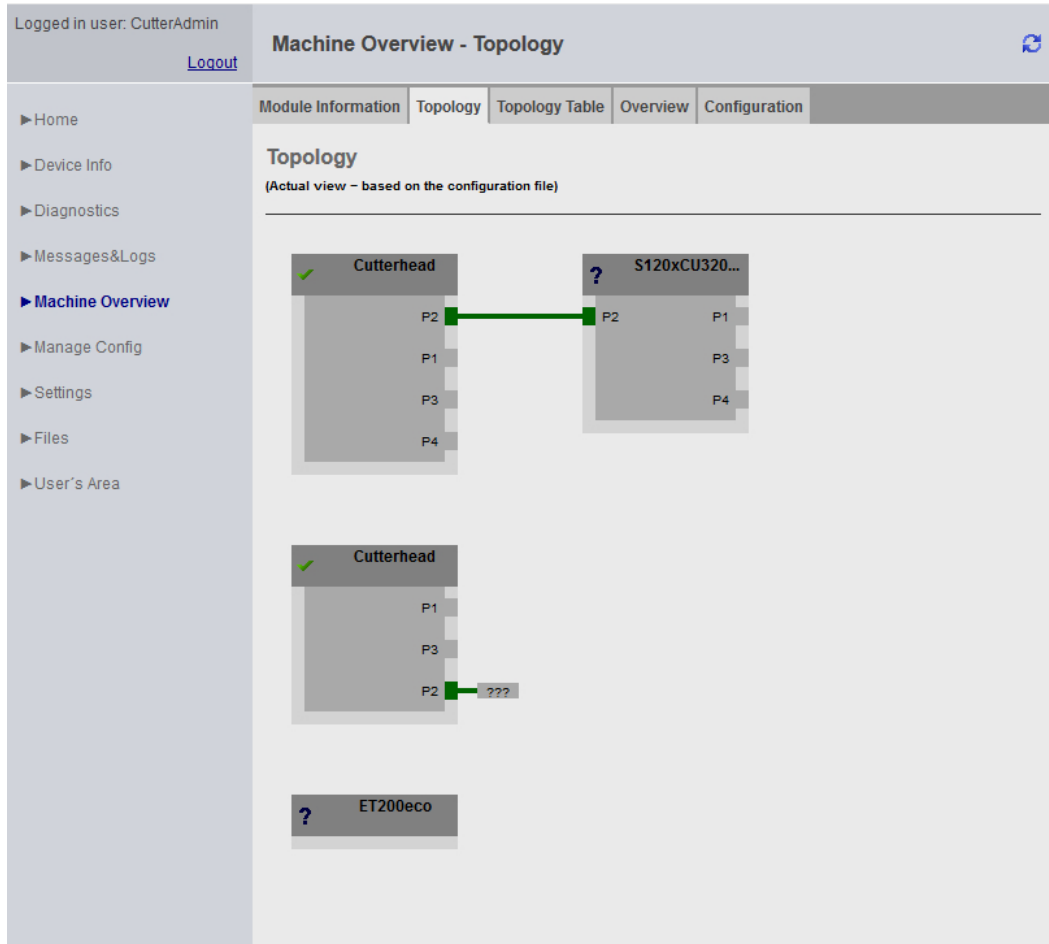 Logged in user: CutterAdmin
Logout
Machine Overview - Topology
Module Information Topology Topology Table Overview Configuration
►Home
►Device Info
►Diagnostics
►Messages&Logs
►Machine Overview
►Manage Config
►Settings
►Files
►User´s Area
Topology
(Actual view – based on the configuration file)
Cutterhead
P2
P1
P3
P4
? S120xCU320...
P2 P1
P3
P4
Cutterhead
P1
P3
P2 ???
? ET200eco